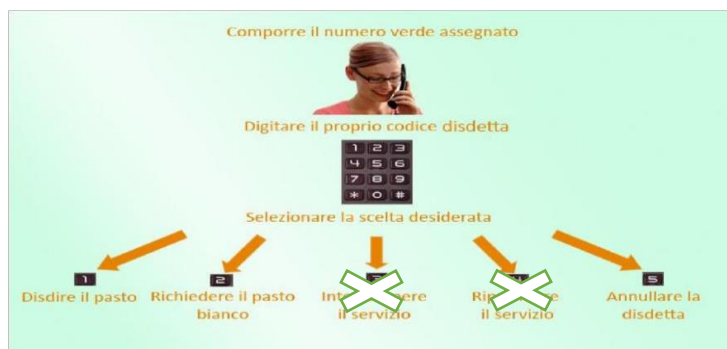 Comporre il numero verde assegnato
Digitare il proprio codice disdetta
1 2 3
4 5 6
7 8 9
* 0 #
Selezionare la scelta desiderata
1 2 5
Disdire il pasto Richiedere il pasto Annullare la
bianco il servizio il servizio disdetta